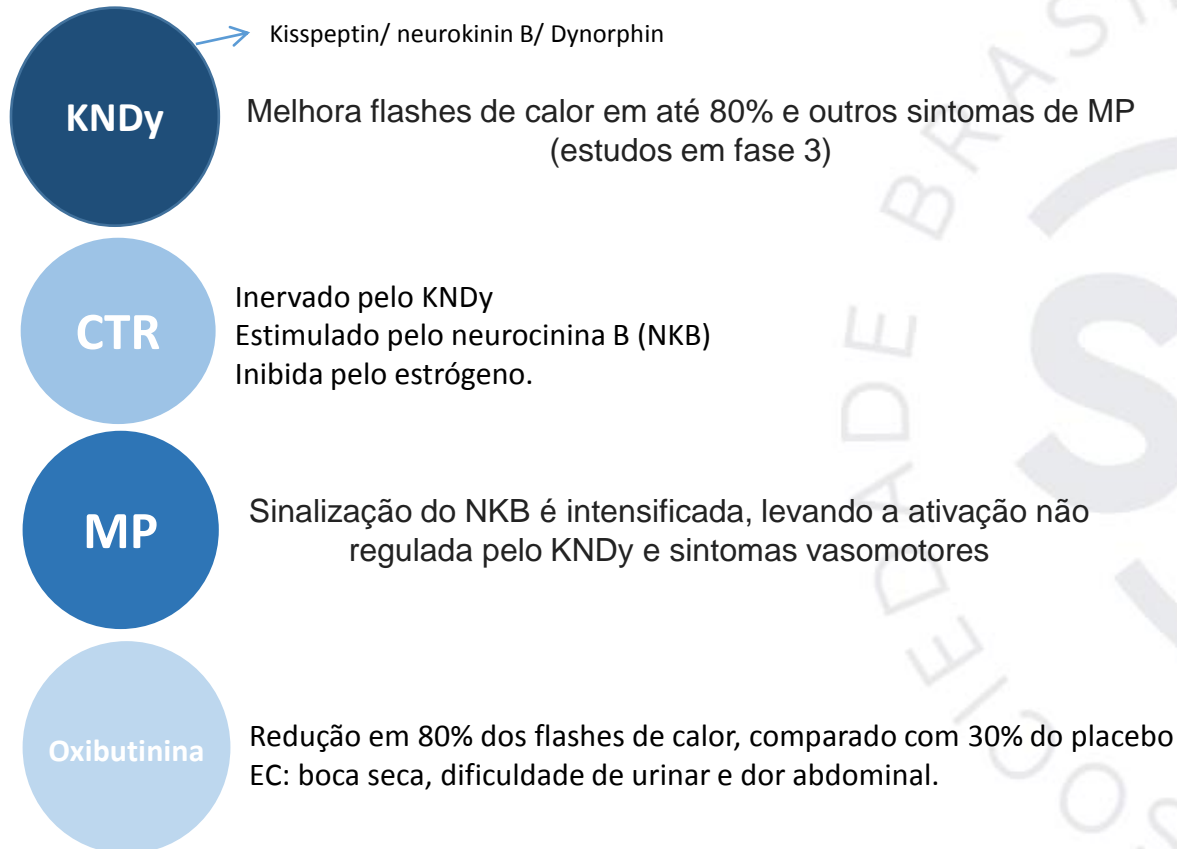 Kisspeptin/ neurokinin B/ Dynorphin
KNDy
Melhora flashes de calor em até 80% e outros sintomas de MP
(estudos em fase 3)
CTR
Inervado pelo KNDy
Estimulado pelo neurocinina B (NKB)
Inibida pelo estrógeno.
MP
Sinalização do NKB é intensificada, levando a ativação não
regulada pelo KNDy e sintomas vasomotores
Oxibutinina
Redução em 80% dos flashes de calor, comparado com 30% do placebo
EC: boca seca, dificuldade de urinar e dor abdominal.
SOCIEDADE BRAS
S